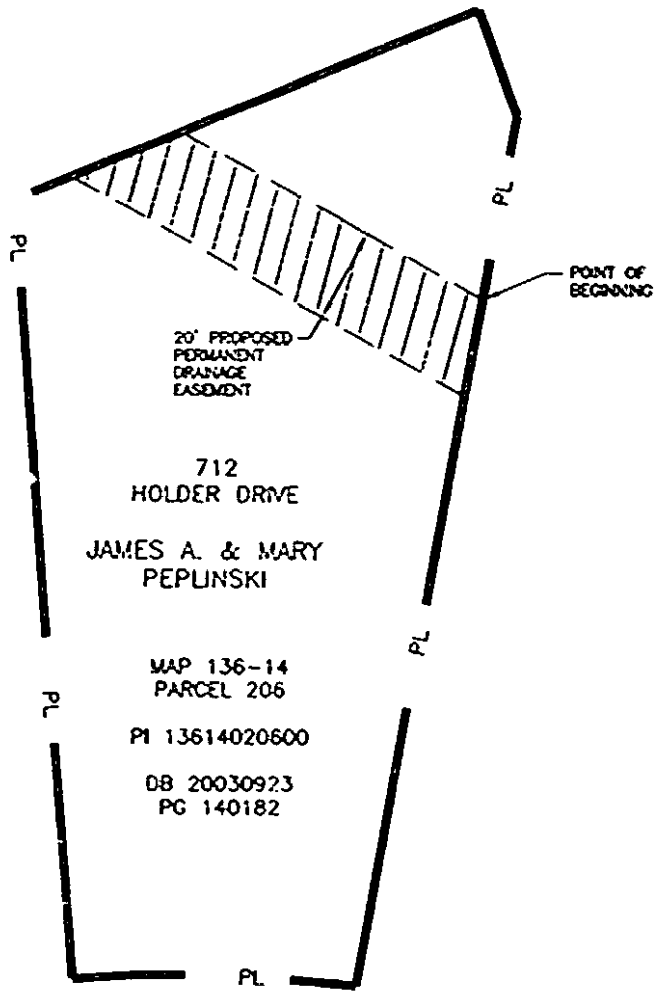 PL
PL
POINT OF
BEGINNING
20' PROPOSED
PERMANENT
DRAINAGE
EASEMENT
712
HOLDER DRIVE
JAMES A. & MARY
PEPLINSKI
PL
MAP 136-14
PARCEL 206
PL
PI 13614020600
DB 20030923
PG 140182
PL